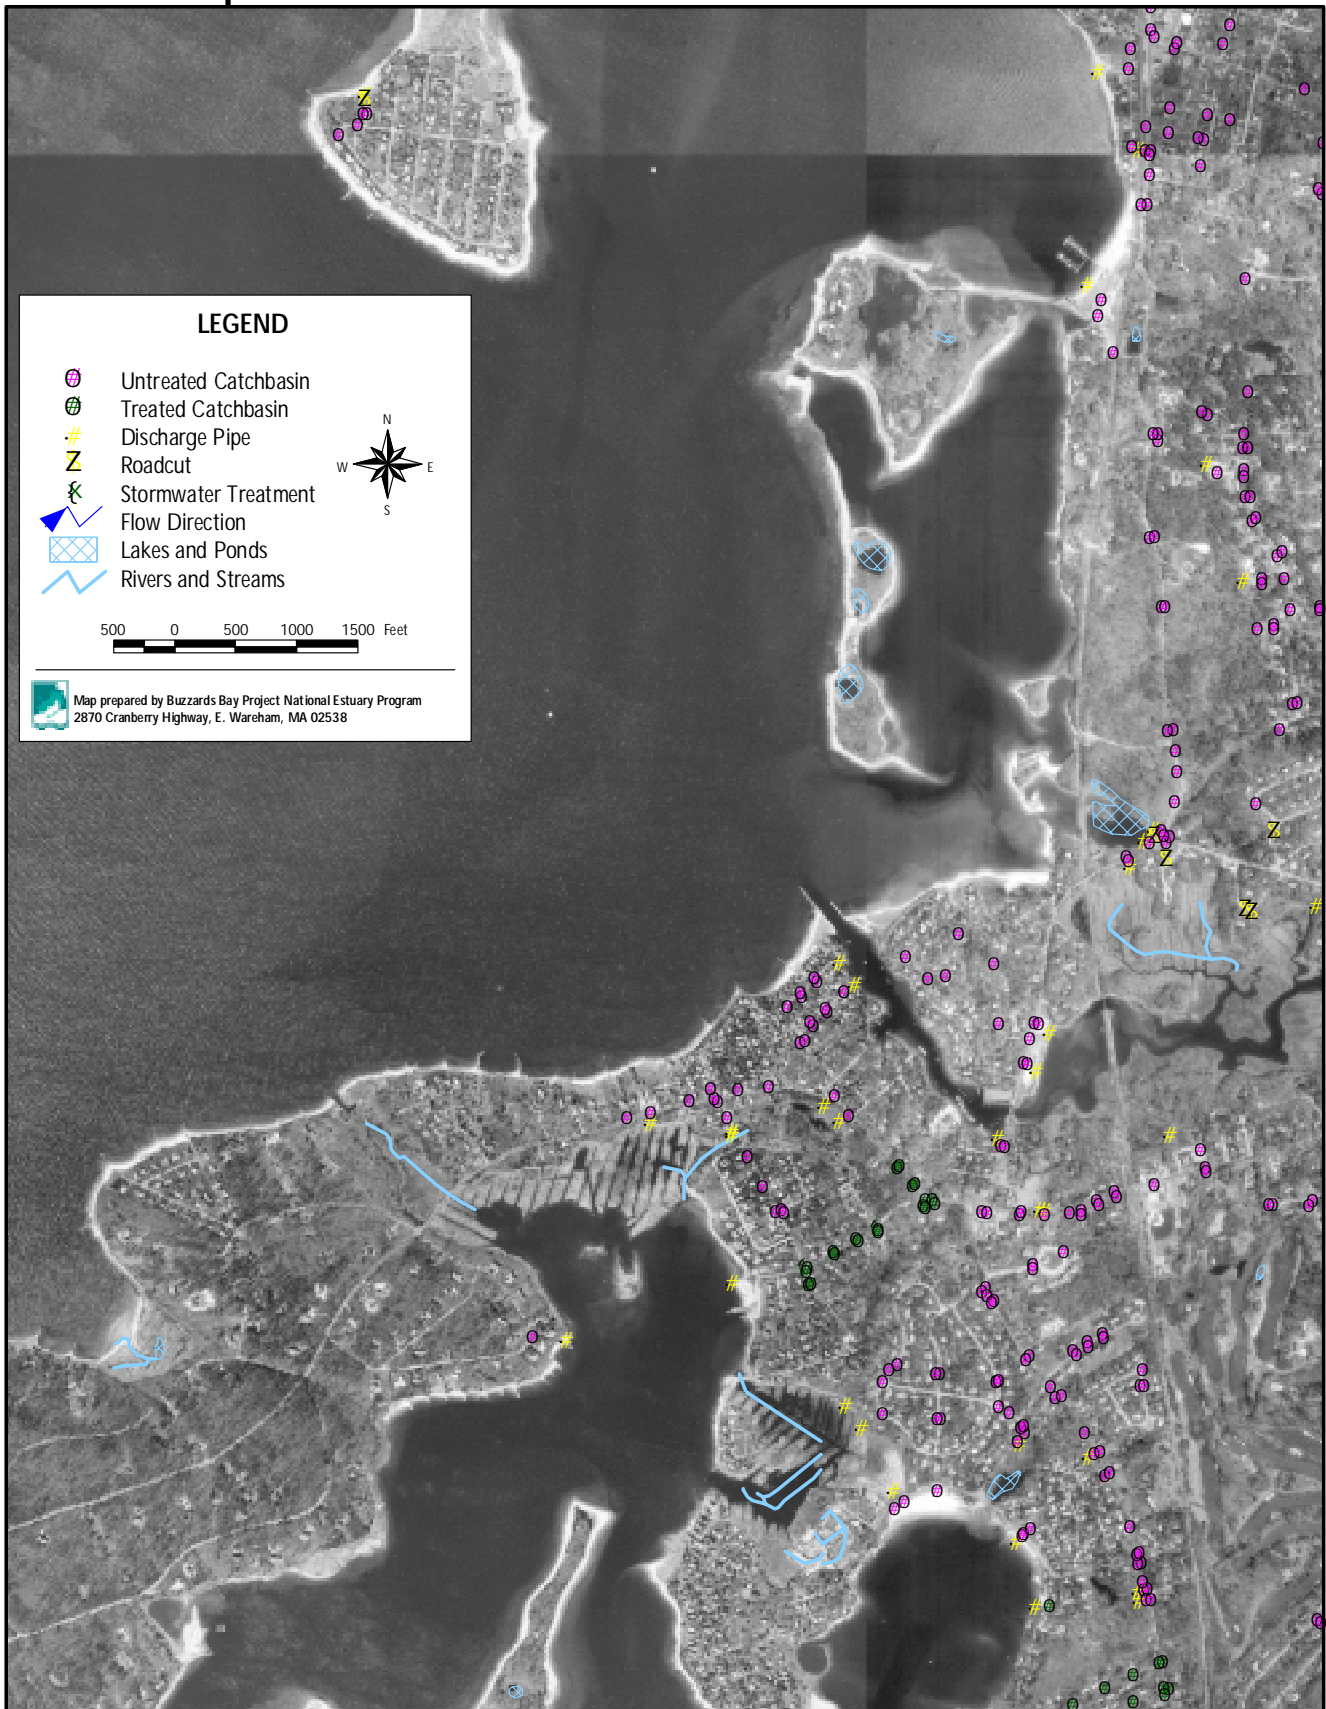 LEGEND
Untreated Catchbasin
Treated Catchbasin
Discharge Pipe
Roadcut
Stormwater Treatment
Flow Direction
Lakes and Ponds
Rivers and Streams
N
W E
S
500 0 500 1000 1500 Feet
Map prepared by Buzzards Bay Project National Estuary Program
2870 Cranberry Highway, E. Wareham, MA 02538